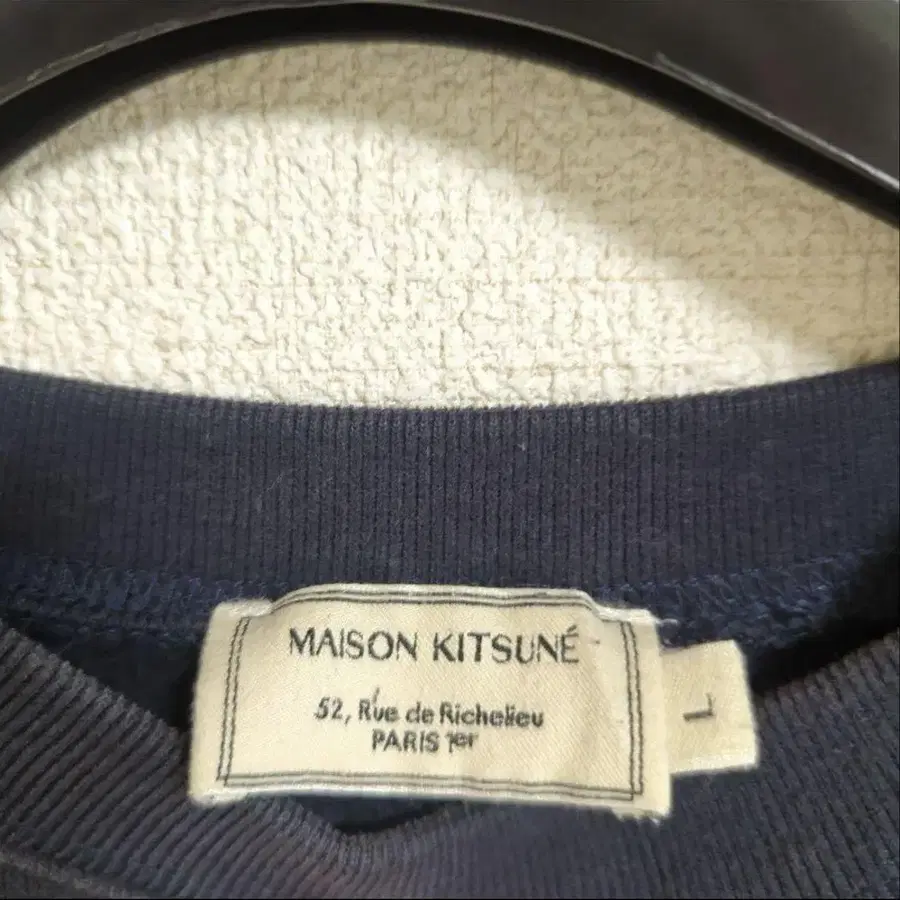 MAISON KITSUNÉ
52, Rue de Richelieu
PARIS 1er
L